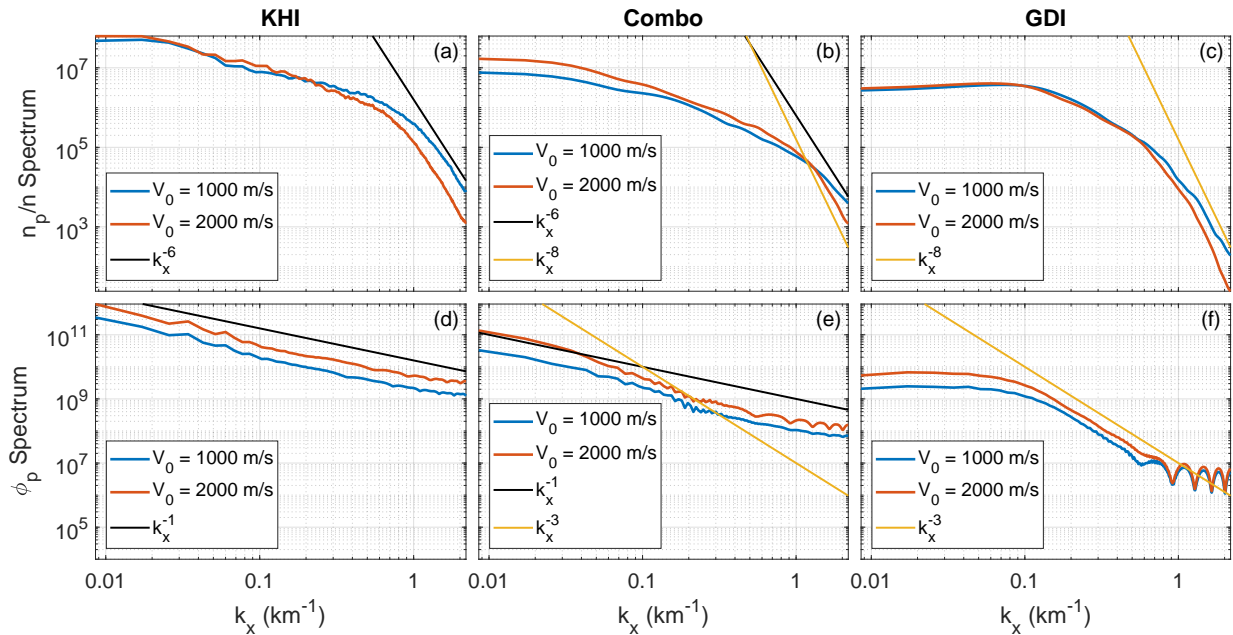 KHI Combo GDI
(a) (b) (c)
n_p/n Spectrum
10^7
10^5
10^3
V_0 = 1000 m/s
V_0 = 2000 m/s
k_x^-6
V_0 = 1000 m/s
V_0 = 2000 m/s
k_x^-6
k_x^-8
V_0 = 1000 m/s
V_0 = 2000 m/s
k_x^-8
(d) (e) (f)
ϕ_p Spectrum
10^11
10^9
10^7
10^5
V_0 = 1000 m/s
V_0 = 2000 m/s
k_x^-1
V_0 = 1000 m/s
V_0 = 2000 m/s
k_x^-1
k_x^-3
V_0 = 1000 m/s
V_0 = 2000 m/s
k_x^-3
0.01 0.1 1 0.01 0.1 1 0.01 0.1 1
k_x (km^-1) k_x (km^-1) k_x (km^-1)